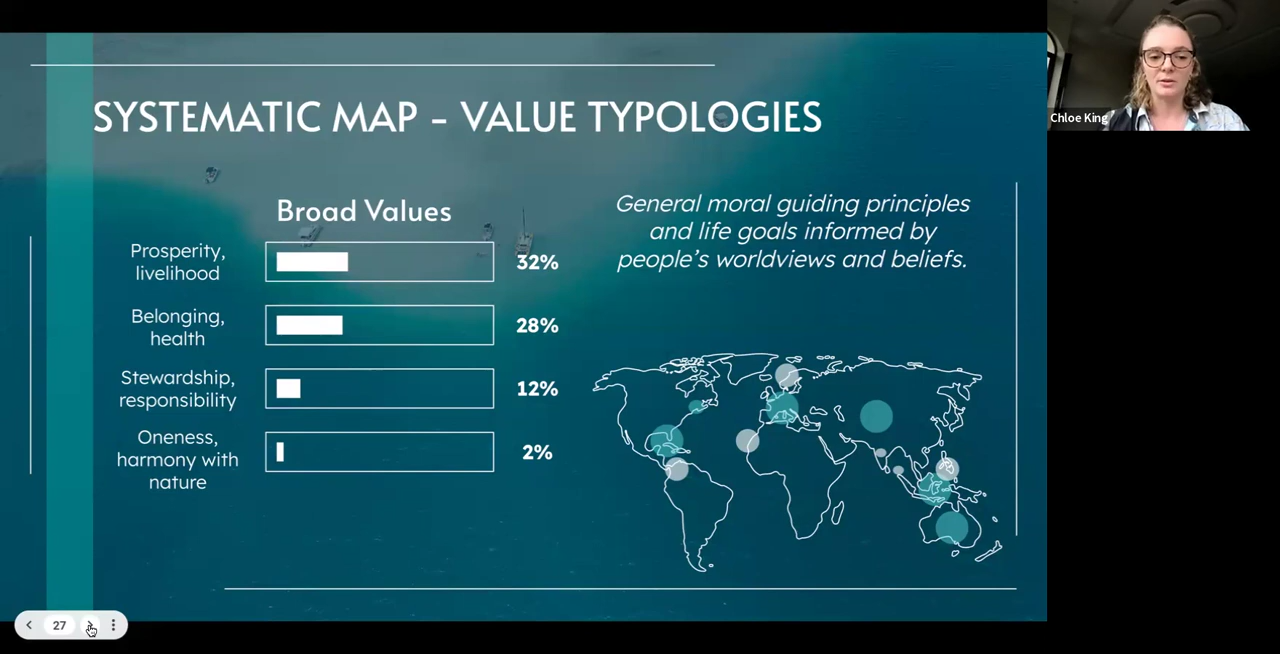 SYSTEMATIC MAP - VALUE TYPOLOGIES
Broad Values
Prosperity,
livelihood
32%
Belonging,
health
28%
Stewardship,
responsibility
12%
Oneness,
harmony with
nature
2%
General moral guiding principles
and life goals informed by
people's worldviews and beliefs.
Chloe King
27